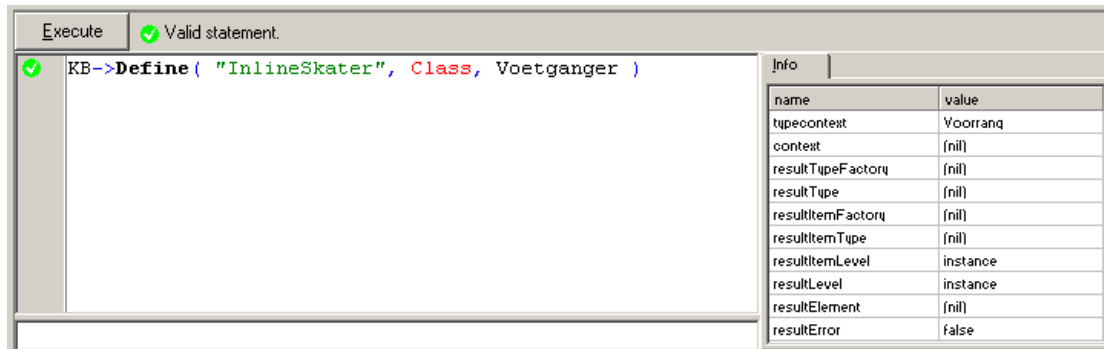 Execute
Valid statement.
KB->Define( "InlineSkater", Class, Voetganger )
Info
name value
typecontext Voorrang
context (nil)
resultTypeFactory (nil)
resultType (nil)
resultItemFactory (nil)
resultItemType (nil)
resultItemLevel instance
resultLevel instance
resultElement (nil)
resultError false